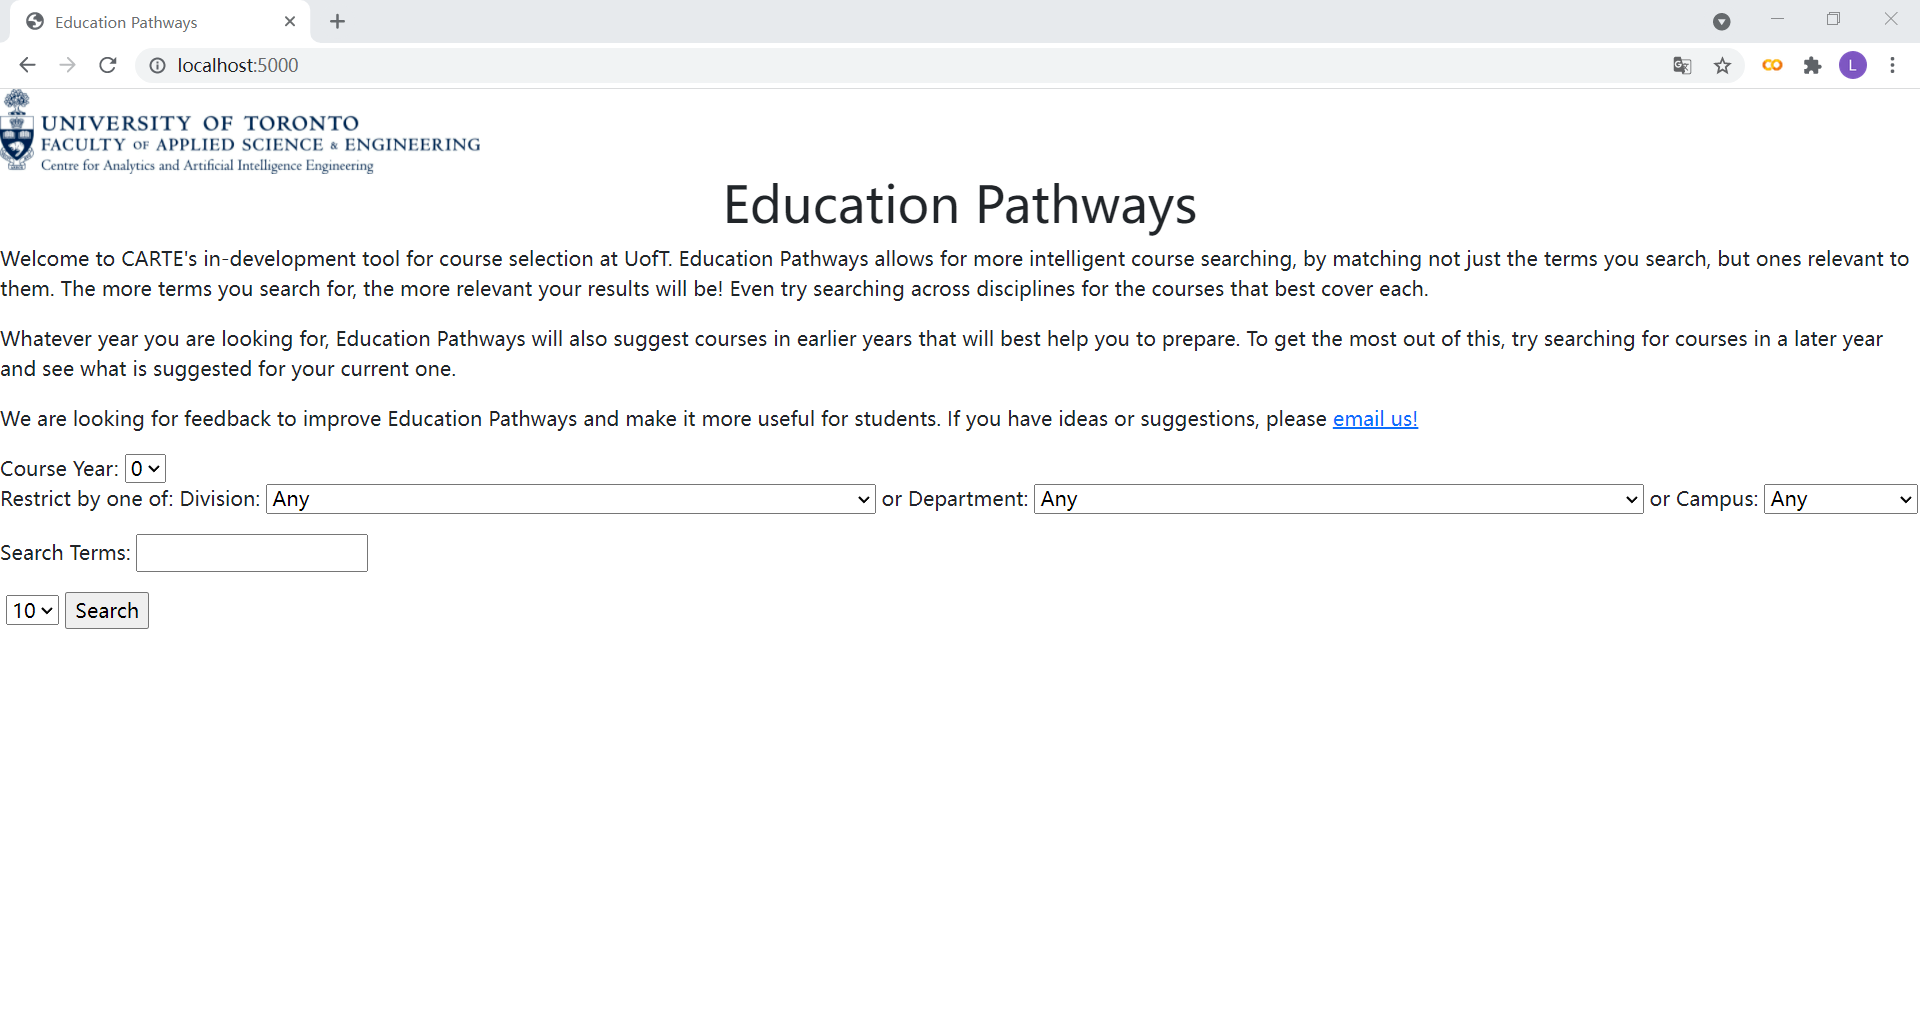 Education Pathways
localhost:5000
L
UNIVERSITY OF TORONTO
FACULTY OF APPLIED SCIENCE & ENGINEERING
Centre for Analytics and Artificial Intelligence Engineering
Education Pathways
Welcome to CARTE's in-development tool for course selection at UofT. Education Pathways allows for more intelligent course searching, by matching not just the terms you search, but ones relevant to
them. The more terms you search for, the more relevant your results will be! Even try searching across disciplines for the courses that best cover each.
Whatever year you are looking for, Education Pathways will also suggest courses in earlier years that will best help you to prepare. To get the most out of this, try searching for courses in a later year
and see what is suggested for your current one.
We are looking for feedback to improve Education Pathways and make it more useful for students. If you have ideas or suggestions, please email us!
Course Year: 0
Restrict by one of: Division: Any or Department: Any or Campus: Any
Search Terms:
10 Search